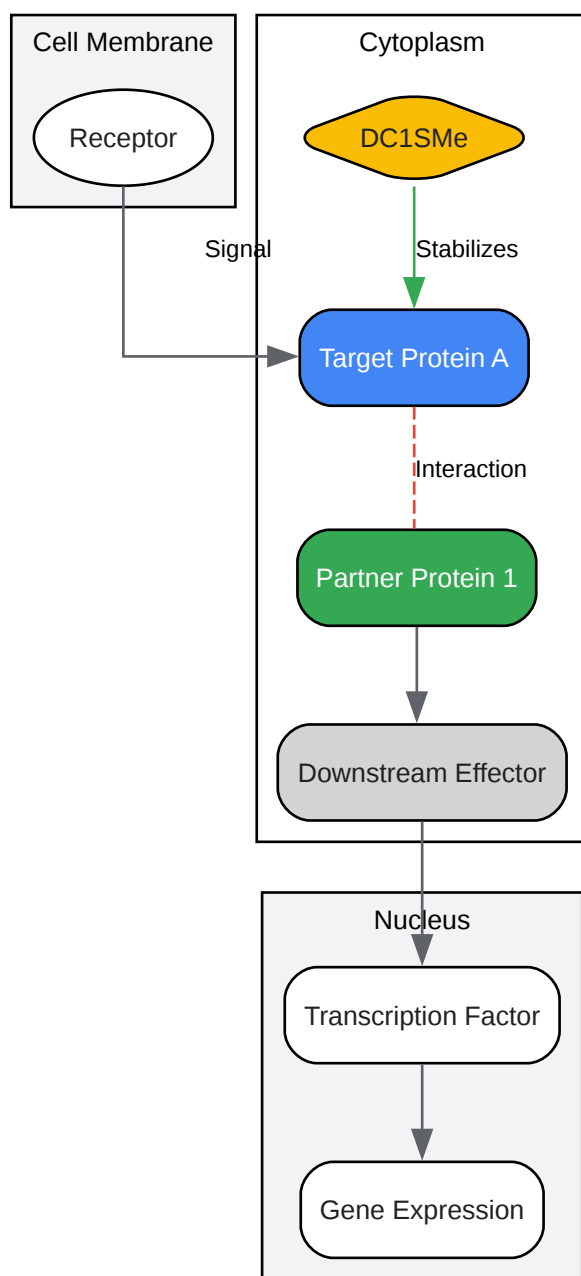 Cell Membrane
Cytoplasm
Receptor
DC1SMe
Signal
Stabilizes
Target Protein A
Interaction
Partner Protein 1
Downstream Effector
Nucleus
Transcription Factor
Gene Expression